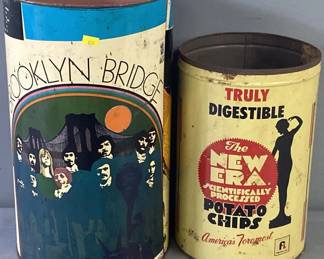 ROOKLYN BRIDGE
TRULY
DIGESTIBLE
The
NEW
ERA
SCIENTIFICALLY
PROCESSED
POTATO
CHIPS
America's Foremost